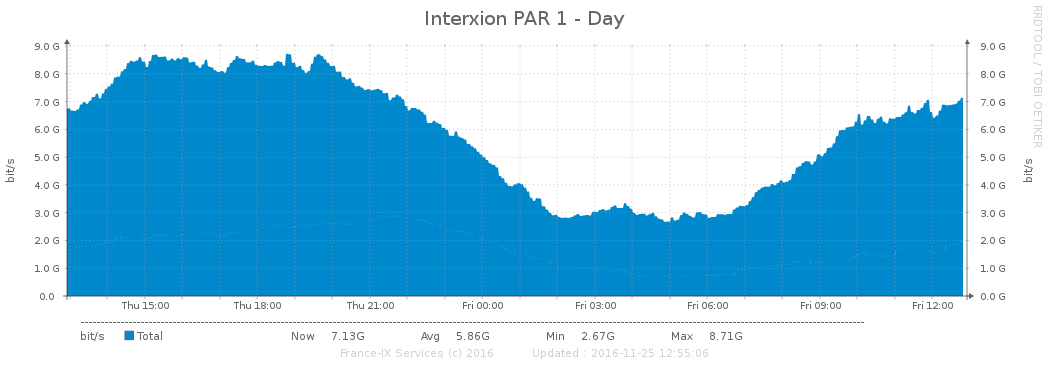 Interxion PAR 1 - Day
RRDTOOL / TOBI OETIKER
9.0 G 9.0 G
8.0 G 8.0 G
7.0 G 7.0 G
6.0 G 6.0 G
5.0 G 5.0 G
4.0 G 4.0 G
3.0 G 3.0 G
2.0 G 2.0 G
1.0 G 1.0 G
0.0 0.0 G
bit/s bit/s
Thu 15:00 Thu 18:00 Thu 21:00 Fri 00:00 Fri 03:00 Fri 06:00 Fri 09:00 Fri 12:00
bit/s Total Now 7.13G Avg 5.86G Min 2.67G Max 8.71G
France-IX Services (c) 2016 Updated : 2016-11-25 12:55:06